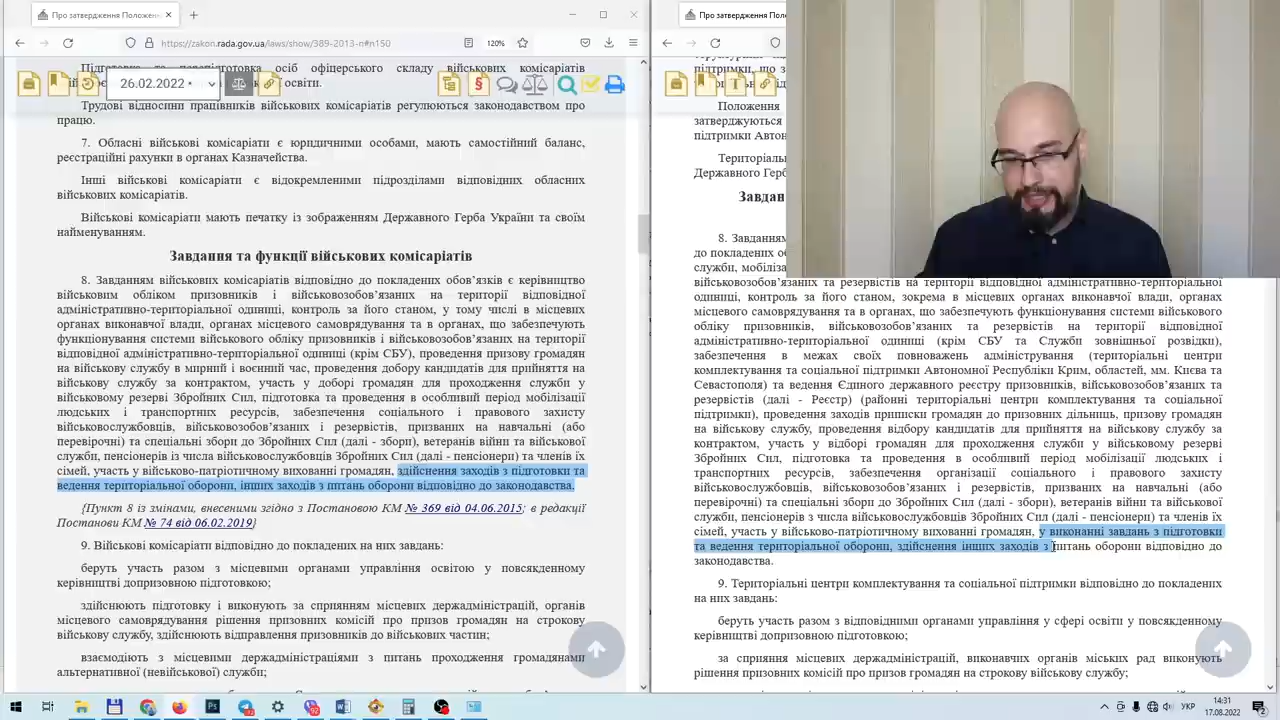 Про затвердження Положен
https://zakon.rada.gov.ua/laws/show/389-2013-п#n150
120%
26.02.2022
Підготовка та перепідготовка осіб офіцерського складу військових комісаріатів
освіти.
Трудові відносини працівників військових комісаріатів регулюються законодавством про
працю.
7. Обласні військові комісаріати є юридичними особами, мають самостійний баланс,
реєстраційні рахунки в органах Казначейства.
Інші військові комісаріати є відокремленими підрозділами відповідних обласних
військових комісаріатів.
Військові комісаріати мають печатку із зображенням Державного Герба України та своїм
найменуванням.
Завдання та функції військових комісаріатів
8. Завданням військових комісаріатів відповідно до покладених обов’язків є керівництво
військовим обліком призовників і військовозобов’язаних на території відповідної
адміністративно-територіальної одиниці, контроль за його станом, у тому числі в місцевих
органах виконавчої влади, органах місцевого самоврядування та в органах, що забезпечують
функціонування системи військового обліку призовників і військовозобов’язаних на території
відповідної адміністративно-територіальної одиниці (крім СБУ), проведення призову громадян
на військову службу в мирний і воєнний час, проведення добору кандидатів для прийняття на
військову службу за контрактом, участь у доборі громадян для проходження служби у
військовому резерві Збройних Сил, підготовка та проведення в особливий період мобілізації
людських і транспортних ресурсів, забезпечення соціального і правового захисту
військовослужбовців, військовозобов’язаних і резервістів, призваних на навчальні (або
перевірочні) та спеціальні збори до Збройних Сил (далі - збори), ветеранів війни та військової
служби, пенсіонерів із числа військовослужбовців Збройних Сил (далі - пенсіонери) та членів їх
сімей, участь у військово-патріотичному вихованні громадян, здійснення заходів з підготовки та
ведення територіальної оборони, інших заходів з питань оборони відповідно до законодавства.
{Пункт 8 із змінами, внесеними згідно з Постановою КМ № 369 від 04.06.2015; в редакції
Постанови КМ № 74 від 06.02.2019}
9. Військові комісаріати відповідно до покладених на них завдань:
беруть участь разом з місцевими органами управління освітою у повсякденному
керівництві допризовною підготовкою;
здійснюють підготовку і виконують за сприянням місцевих держадміністрацій, органів
місцевого самоврядування рішення призовних комісій про призов громадян на строкову
військову службу, здійснюють відправлення призовників до військових частин;
взаємодіють з місцевими держадміністраціями з питань проходження громадянами
альтернативної (невійськової) служби;
Про затвердження Положен
підтримки, що з
Положення
затверджуються
підтримки Автон
Територіальн
Державного Герб
Завдан
8. Завданням
до покладених об
служби, мобіліза
військовозобов’язаних та резервістів на території відповідної адміністративно-територіальної
одиниці, контроль за його станом, зокрема в місцевих органах виконавчої влади, органах
місцевого самоврядування та в органах, що забезпечують функціонування системи військового
обліку призовників, військовозобов’язаних та резервістів на території відповідної
адміністративно-територіальної одиниці (крім СБУ та Служби зовнішньої розвідки),
забезпечення в межах своїх повноважень адміністрування (територіальні центри
комплектування та соціальної підтримки Автономної Республіки Крим, областей, мм. Києва та
Севастополя) та ведення Єдиного державного реєстру призовників, військовозобов’язаних та
резервістів (далі - Реєстр) (районні територіальні центри комплектування та соціальної
підтримки), проведення заходів приписки громадян до призовних дільниць, призову громадян
на військову службу, проведення відбору кандидатів для прийняття на військову службу за
контрактом, участь у відборі громадян для проходження служби у військовому резерві
Збройних Сил, підготовка та проведення в особливий період мобілізації людських і
транспортних ресурсів, забезпечення організації соціального і правового захисту
військовослужбовців, військовозобов’язаних і резервістів, призваних на навчальні (або
перевірочні) та спеціальні збори до Збройних Сил (далі - збори), ветеранів війни та військової
служби, пенсіонерів з числа військовослужбовців Збройних Сил (далі - пенсіонери) та членів їх
сімей, участь у військово-патріотичному вихованні громадян, у виконанні завдань з підготовки
та ведення територіальної оборони, здійснення інших заходів з питань оборони відповідно до
законодавства.
9. Територіальні центри комплектування та соціальної підтримки відповідно до покладених
на них завдань:
беруть участь разом з відповідними органами управління у сфері освіти у повсякденному
керівництві допризовною підготовкою;
за сприяння місцевих держадміністрацій, виконавчих органів міських рад виконують
рішення призовних комісій про призов громадян на строкову військову службу;
УКР
14:31
17.08.2022